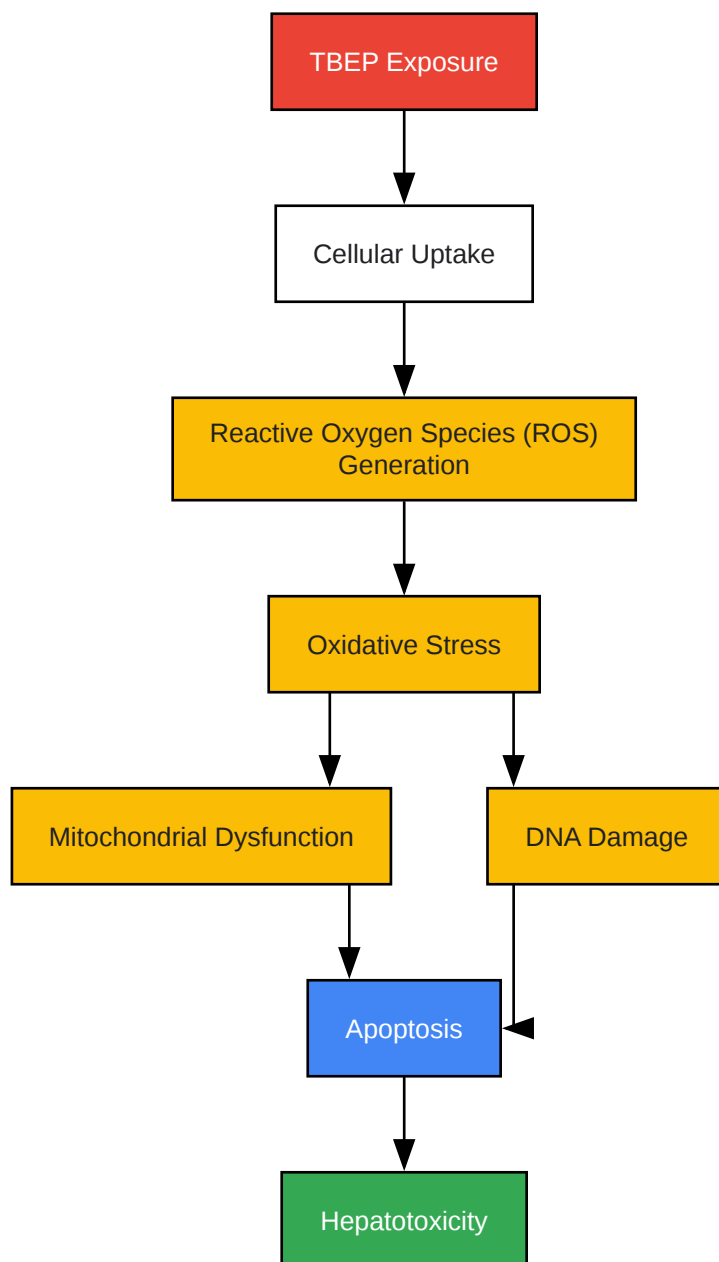 TBEP Exposure
Cellular Uptake
Reactive Oxygen Species (ROS)
Generation
Oxidative Stress
Mitochondrial Dysfunction
DNA Damage
Apoptosis
Hepatotoxicity